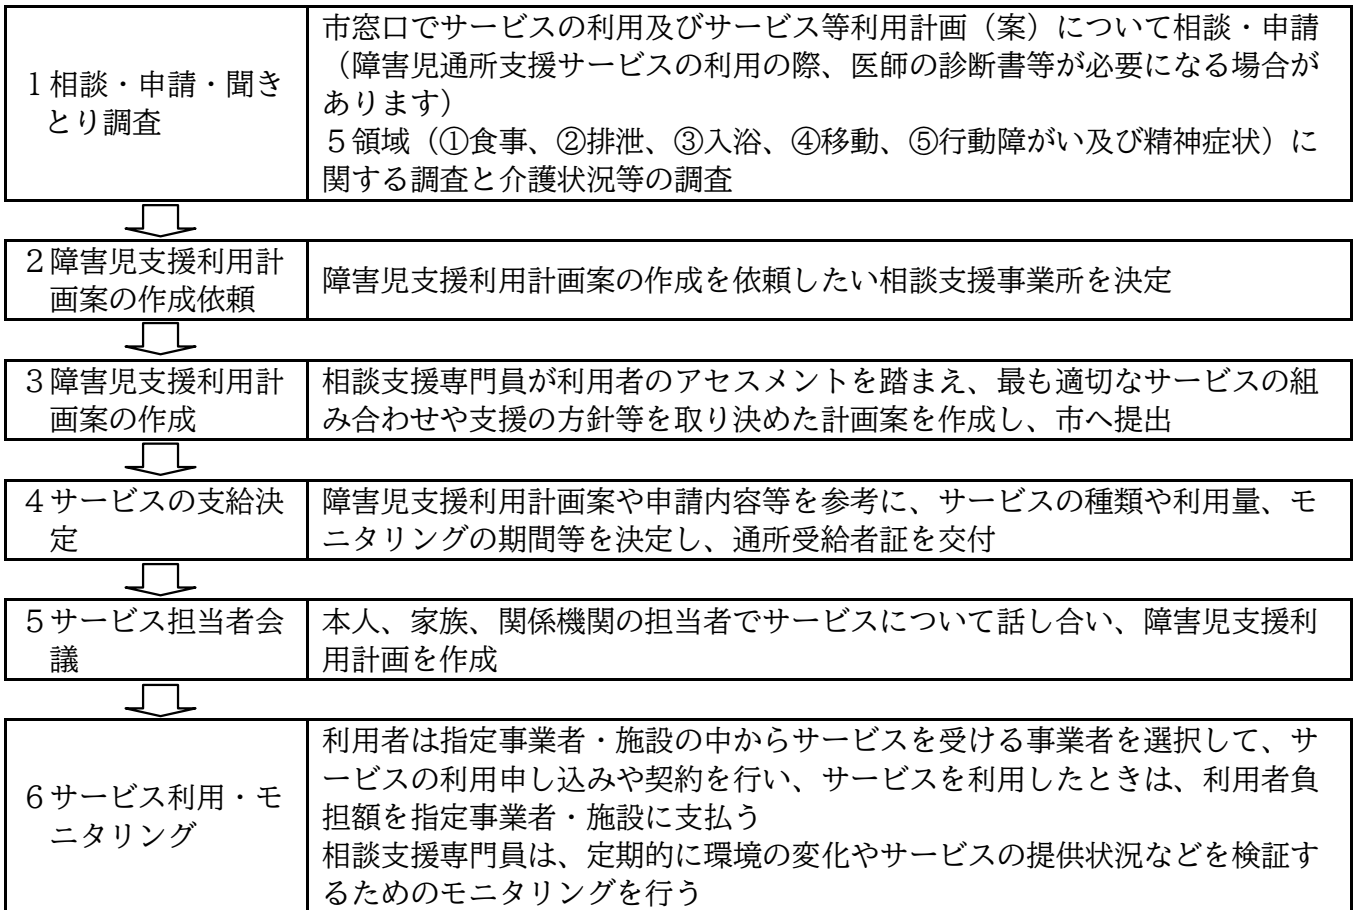 １相談・申請・聞き
とり調査
市窓口でサービスの利用及びサービス等利用計画（案）について相談・申請
（障害児通所支援サービスの利用の際、医師の診断書等が必要になる場合が
あります）
５領域（①食事、②排泄、③入浴、④移動、⑤行動障がい及び精神症状）に
関する調査と介護状況等の調査
２障害児支援利用計
画案の作成依頼
障害児支援利用計画案の作成を依頼したい相談支援事業所を決定
３障害児支援利用計
画案の作成
相談支援専門員が利用者のアセスメントを踏まえ、最も適切なサービスの組
み合わせや支援の方針等を取り決めた計画案を作成し、市へ提出
４サービスの支給決
定
障害児支援利用計画案や申請内容等を参考に、サービスの種類や利用量、モ
ニタリングの期間等を決定し、通所受給者証を交付
５サービス担当者会
議
本人、家族、関係機関の担当者でサービスについて話し合い、障害児支援利
用計画を作成
６サービス利用・モ
ニタリング
利用者は指定事業者・施設の中からサービスを受ける事業者を選択して、サ
ービスの利用申し込みや契約を行い、サービスを利用したときは、利用者負
担額を指定事業者・施設に支払う
相談支援専門員は、定期的に環境の変化やサービスの提供状況などを検証す
るためのモニタリングを行う